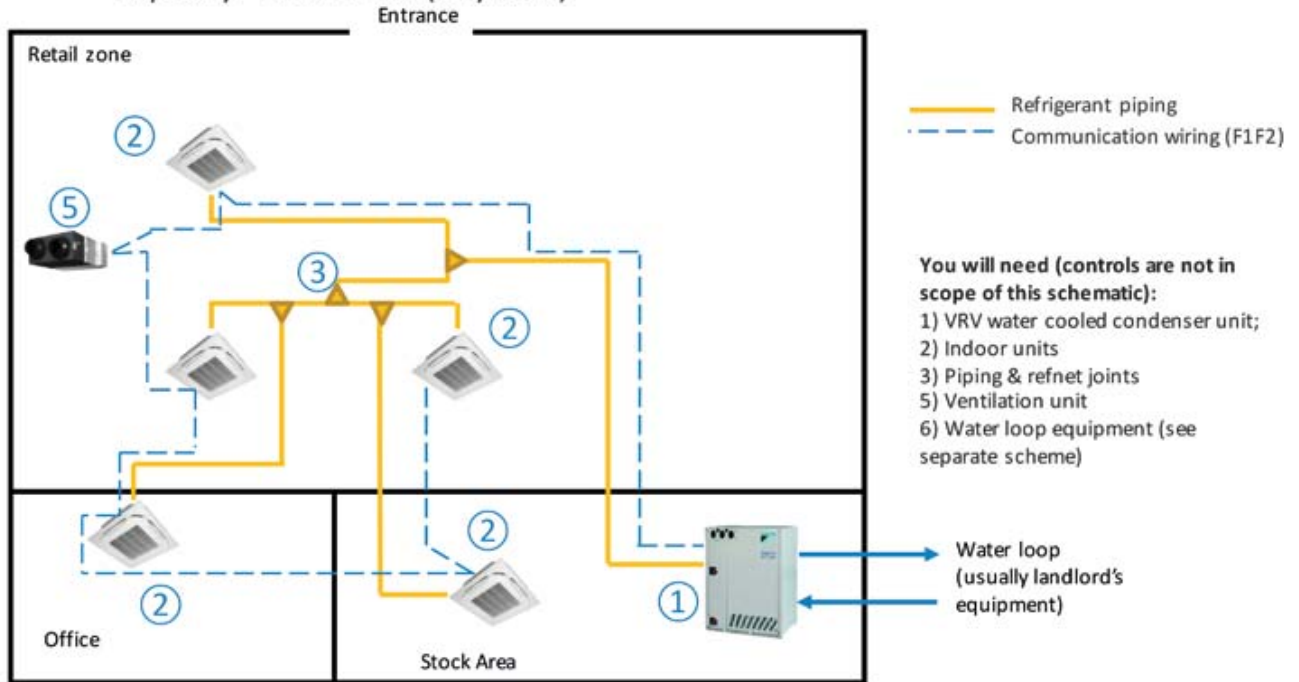 Entrance
Retail zone
2
5
3
2
Refrigerant piping
Communication wiring (F1F2)
You will need (controls are not in
scope of this schematic):
1) VRV water cooled condenser unit;
2) Indoor units
3) Piping & refnet joints
5) Ventilation unit
6) Water loop equipment (see
separate scheme)
2
2
1
Water loop
(usually landlord's
equipment)
Office
Stock Area